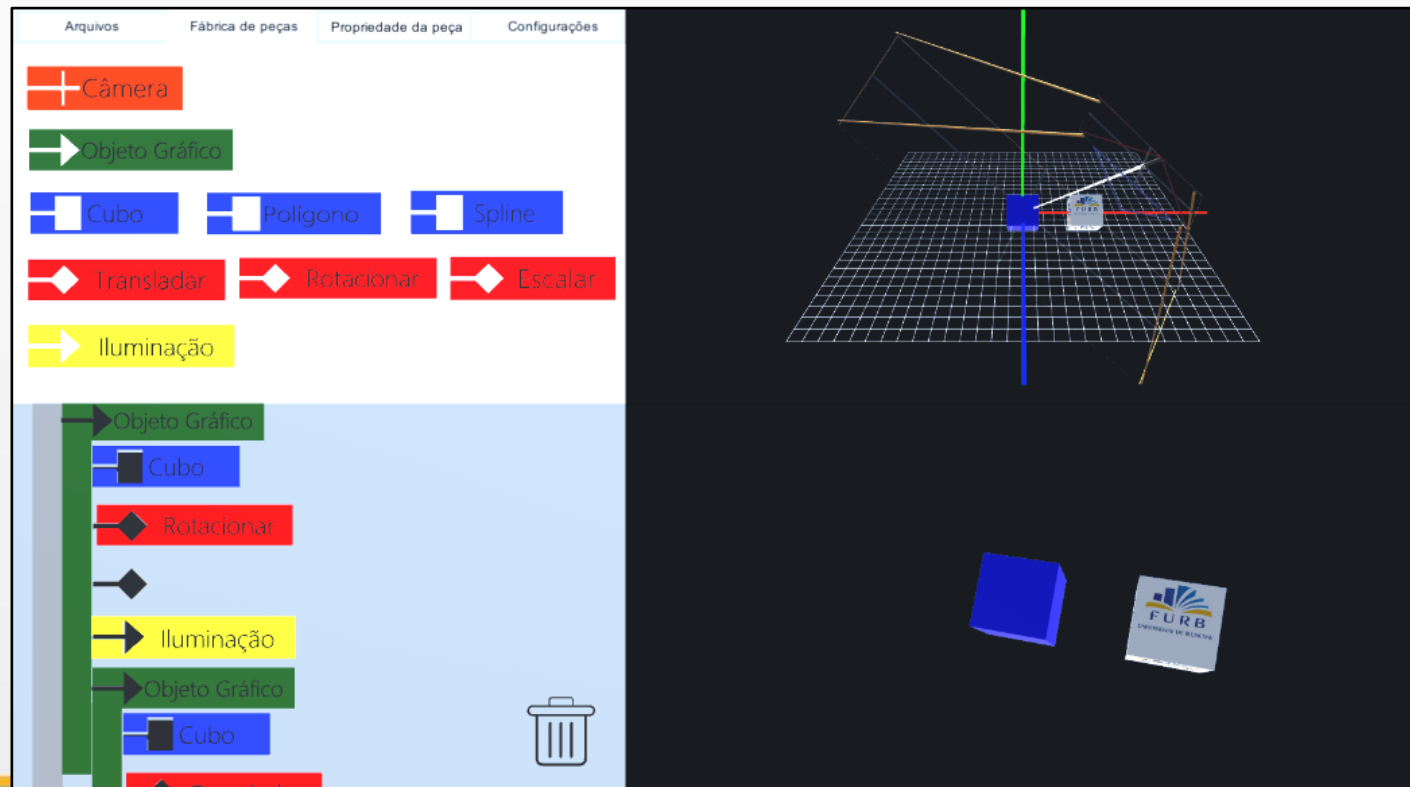 Arquivos Fábrica de peças Propriedade da peça Configurações
Câmera
Objeto Gráfico
Cubo Polígono Spline
Transladar Rotacionar Escalar
Iluminação
Objeto Gráfico
Cubo
Rotacionar
Iluminação
Objeto Gráfico
Cubo
FURB
FURB